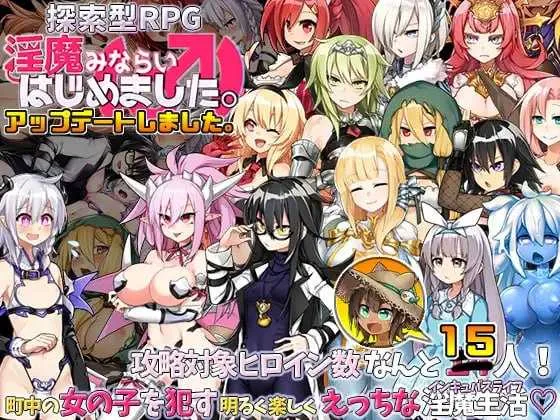 探索型RPG
淫魔みならい
はじめました。
アップデートしました。
攻略対象ヒロイン数なんと15人！
インキュバスライフ
町中の女の子を犯す明るく楽しくえっちな淫魔生活♡